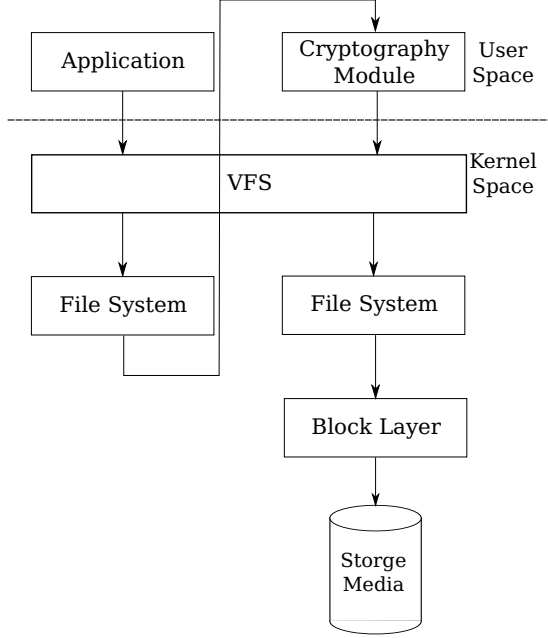 Application
Cryptography
Module
User
Space
VFS
Kernel
Space
File System
File System
Block Layer
Storge
Media